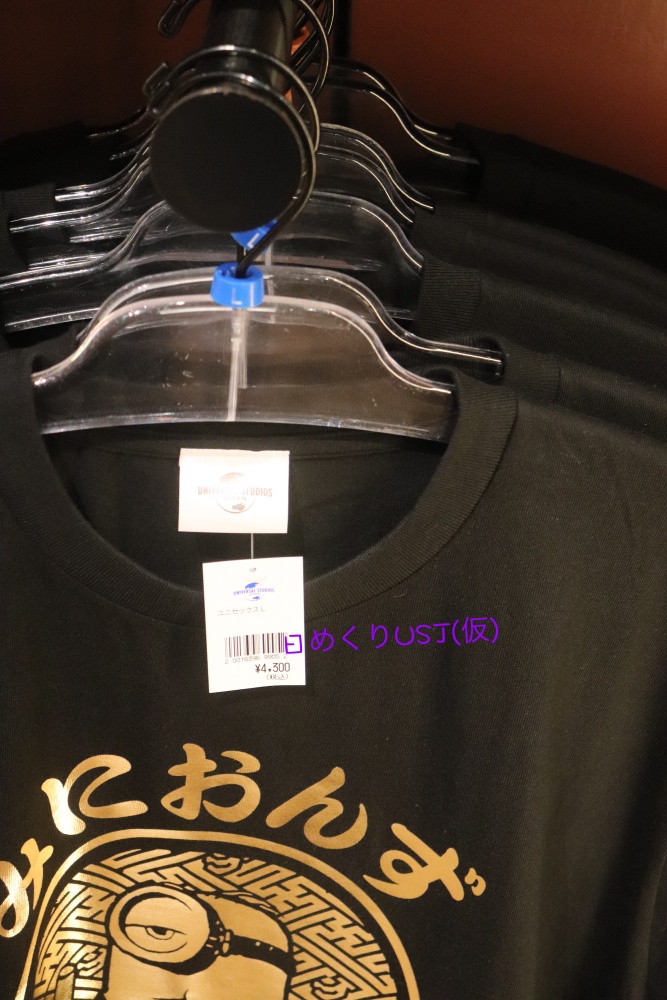 UNIVERSAL STUDIOS
JAPAN
UNIVERSAL STUDIOS
ユニセックス L
¥4,300
(税込)
日めくりUSJ(仮)
みにおんず